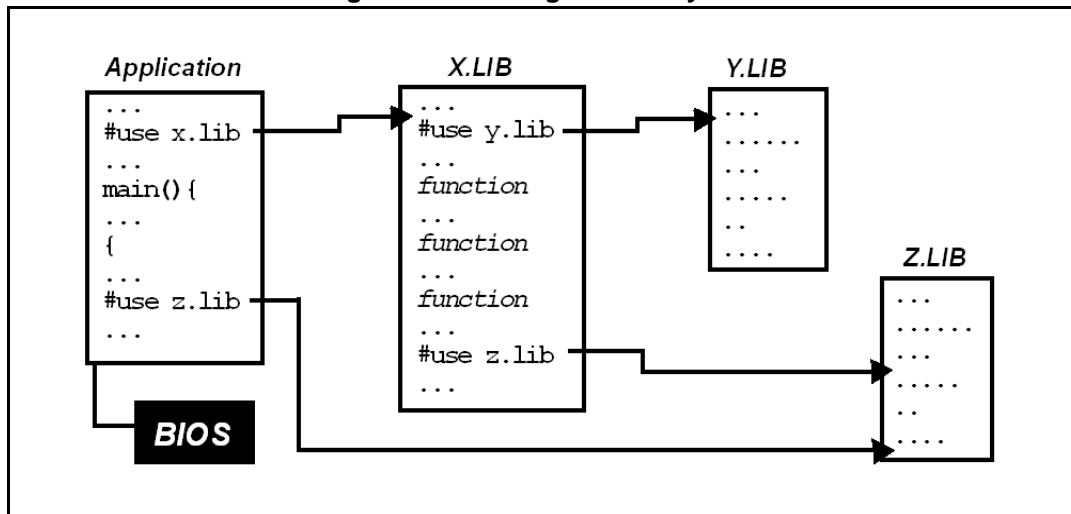 Application
...
#use x.lib
...
main(){
...
{
...
#use z.lib
...
BIOS
X.LIB
...
#use y.lib
...
function
...
function
...
function
...
#use z.lib
...
Y.LIB
...
......
...
.....
..
....
Z.LIB
...
......
...
.....
..
....